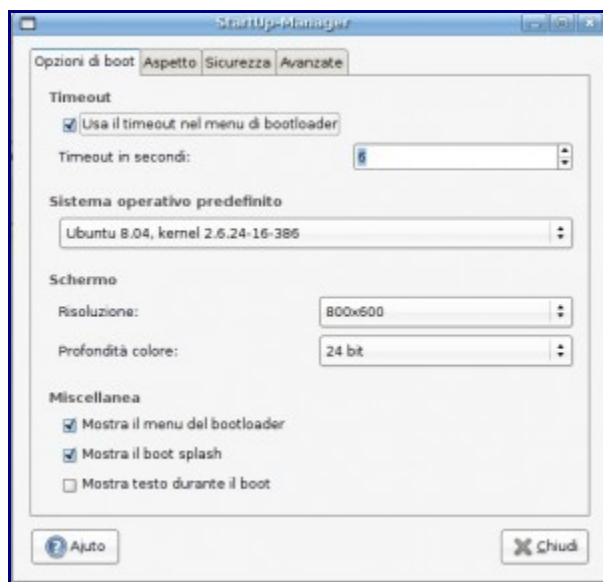 StartUp-Manager
Opzioni di boot Aspetto Sicurezza Avanzate
Timeout
Usa il timeout nel menu di bootloader
Timeout in secondi: 6
Sistema operativo predefinito
Ubuntu 8.04, kernel 2.6.24-16-386
Schermo
Risoluzione: 800x600
Profondità colore: 24 bit
Miscellanea
Mostra il menu del bootloader
Mostra il boot splash
Mostra testo durante il boot
Aiuto Chiudi